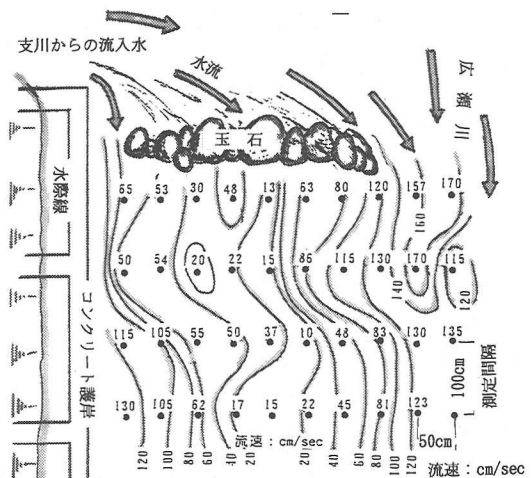 支川からの流入水
水流
広瀬川
玉石
水際線
コンクリート護岸
65 53 30 48 13 63 80 120 157 170
160
50 54 20 22 15 86 115 130 170 115
140 120
115 105 55 50 37 10 48 83 130 135
測定間隔
100cm
130 105 62 17 15 22 45 81 123
50cm
流速：cm/sec
120 100 80 60 40 20 20 40 60 80 100 120
流速：cm/sec